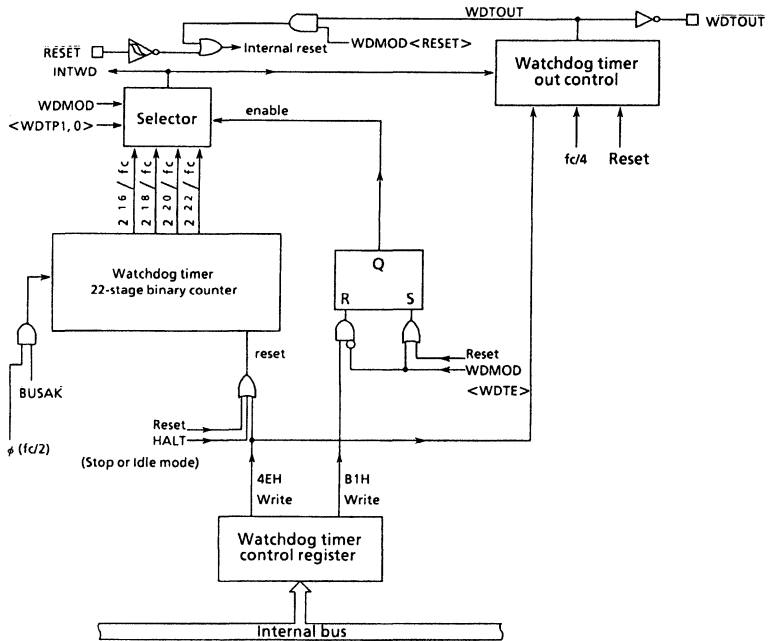 WDTOUT
WDTOUT
RESET
Internal reset
WDMOD<RESET>
INTWD
Watchdog timer
out control
WDMOD
<WDTP1, 0>
Selector
enable
fc/4
Reset
2 16 / fc
2 18 / fc
2 20 / fc
2 22 / fc
Watchdog timer
22-stage binary counter
Q
R
S
reset
Reset
WDMOD
<WDTE>
BUSAK
ϕ (fc/2)
Reset
HALT
(Stop or Idle mode)
4EH
Write
B1H
Write
Watchdog timer
control register
Internal bus